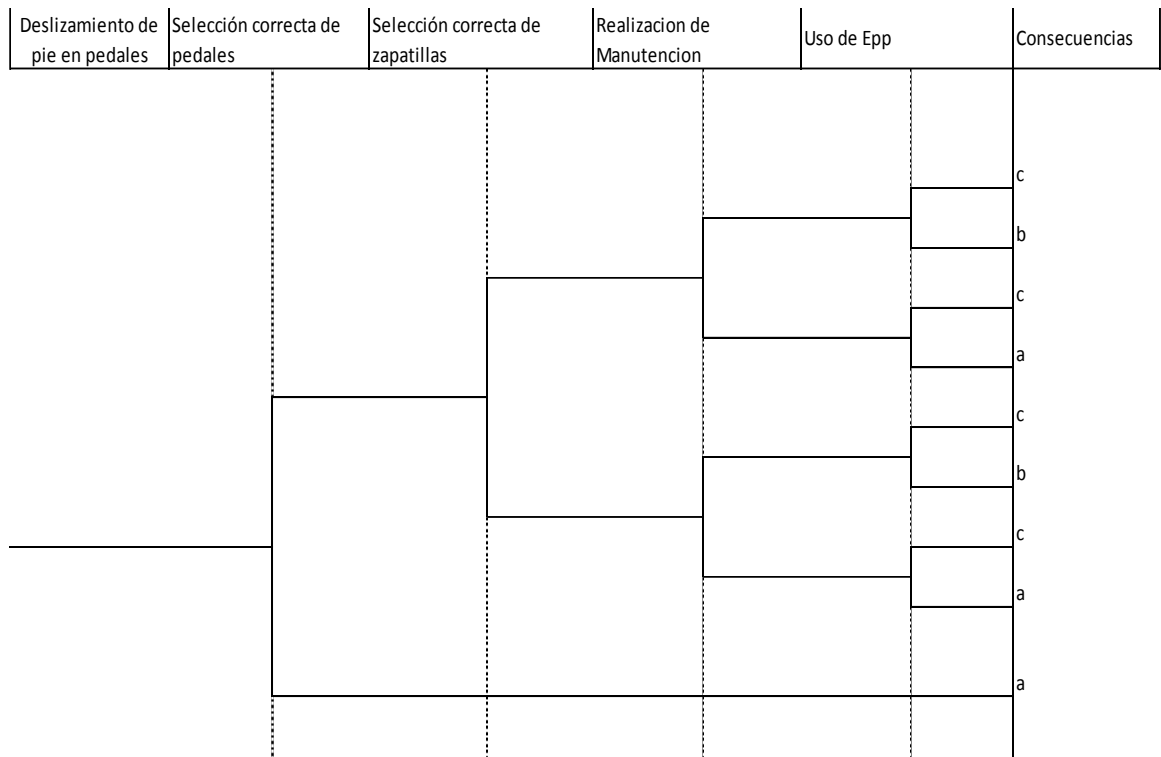 Deslizamiento de
pie en pedales
Selección correcta de
pedales
Selección correcta de
zapatillas
Realizacion de
Manutencion
Uso de Epp
Consecuencias
c
b
c
a
c
b
c
a
a